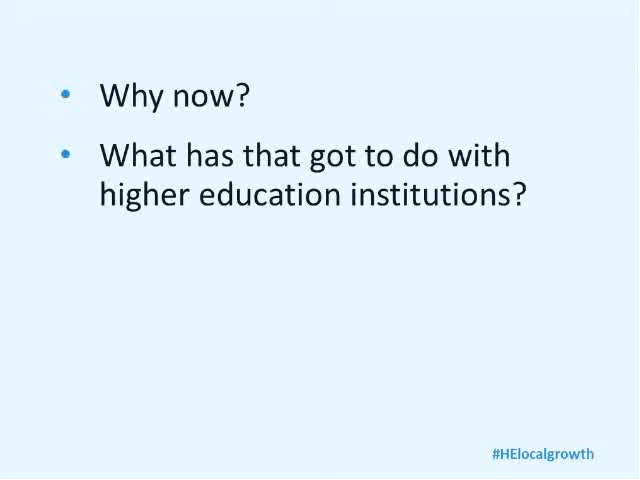 • Why now?
• What has that got to do with
higher education institutions?
#HElocalgrowth